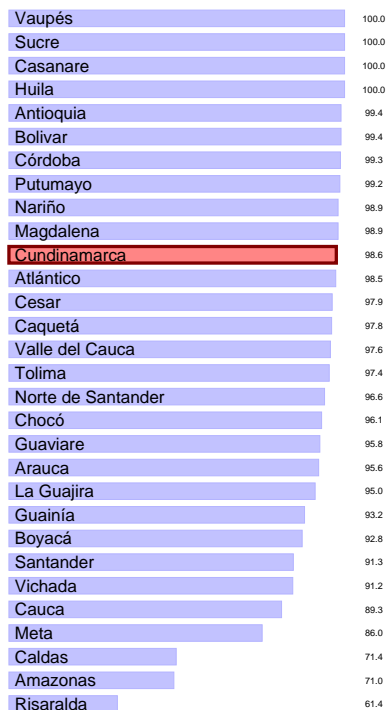 Vaupés 100.0
Sucre 100.0
Casanare 100.0
Huila 100.0
Antioquia 99.4
Bolivar 99.4
Córdoba 99.3
Putumayo 99.2
Nariño 98.9
Magdalena 98.9
Cundinamarca 98.6
Atlántico 98.5
Cesar 97.9
Caquetá 97.8
Valle del Cauca 97.6
Tolima 97.4
Norte de Santander 96.6
Chocó 96.1
Guaviare 95.8
Arauca 95.6
La Guajira 95.0
Guainía 93.2
Boyacá 92.8
Santander 91.3
Vichada 91.2
Cauca 89.3
Meta 86.0
Caldas 71.4
Amazonas 71.0
Risaralda 61.4